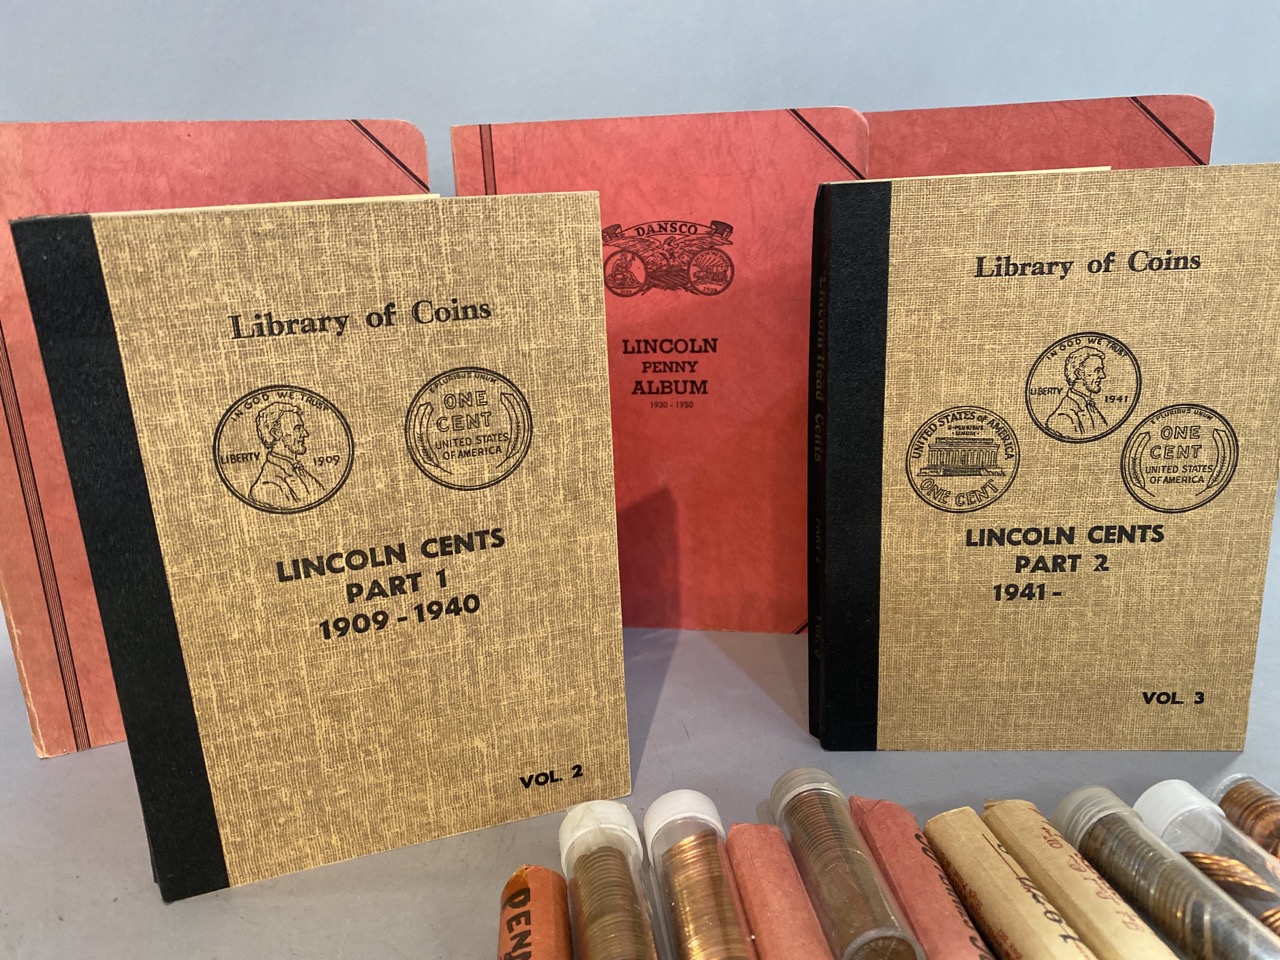 Library of Coins
IN GOD WE TRUST
LIBERTY 1909
ONE
CENT
UNITED STATES
OF AMERICA
LINCOLN CENTS
PART 1
1909 - 1940
VOL. 2
DANSCO
LINCOLN
PENNY
ALBUM
1930 - 1950
Library of Coins
IN GOD WE TRUST
LIBERTY 1941
UNITED STATES OF AMERICA
ONE CENT
E PLURIBUS UNUM
ONE
CENT
UNITED STATES
OF AMERICA
LINCOLN CENTS
PART 2
1941 -
VOL. 3
Lincoln Head Cents